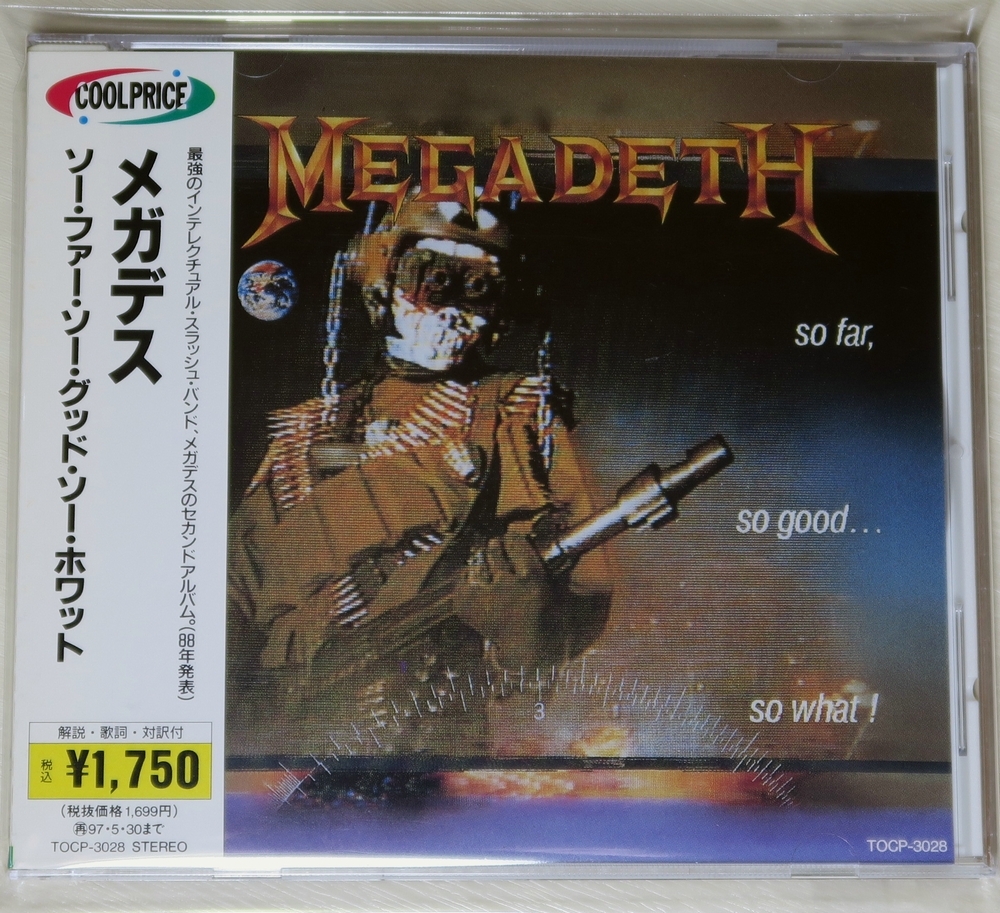 COOLPRICE
最強のインテレクチュアル・スラッシュ・バンド、メガデスのセカンドアルバム。(88年発表)
メガデス
ソー・ファー・ソー・グッド・ソー・ホワット
解説・歌詞・対訳付
税込 ¥1,750
(税抜価格1,699円)
再97・5・30まで
TOCP-3028 STEREO
MEGADETH
so far,
so good...
so what !
3
TOCP-3028